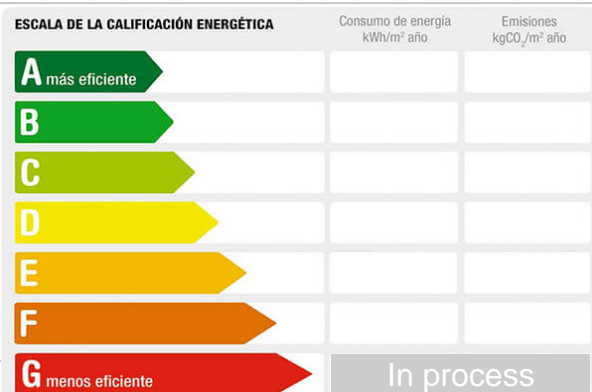 ESCALA DE LA CALIFICACIÓN ENERGÉTICA
Consumo de energía
kWh/m² año
Emisiones
kgCO₂/m² año
A más eficiente
B
C
D
E
F
G menos eficiente
In process